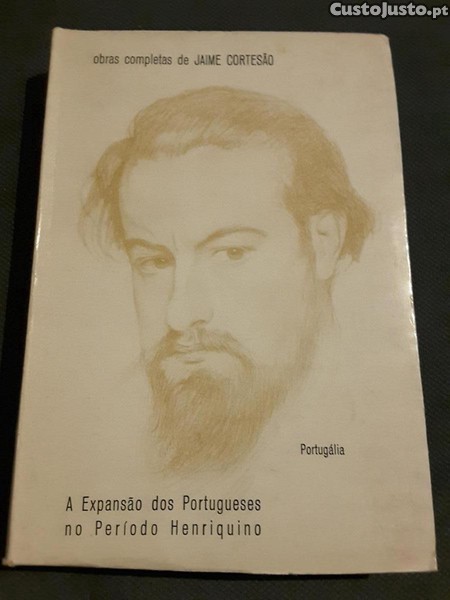 CustoJusto.pt
obras completas de JAIME CORTESÃO
Portugália
A Expansão dos Portugueses
no Período Henriquino